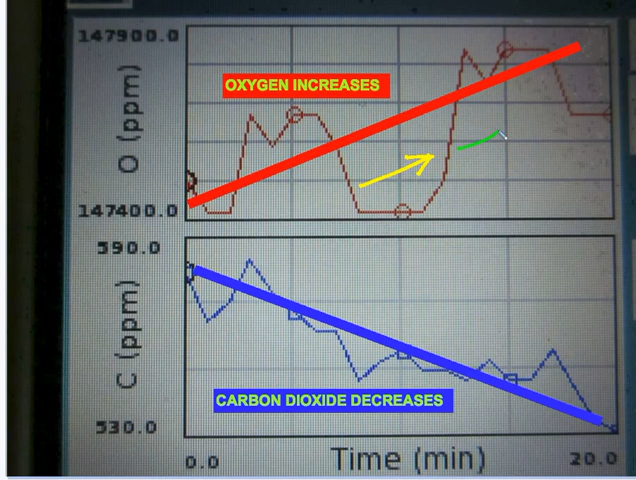 147900.0
O (ppm)
OXYGEN INCREASES
147400.0
590.0
C (ppm)
CARBON DIOXIDE DECREASES
530.0
0.0
Time (min)
20.0